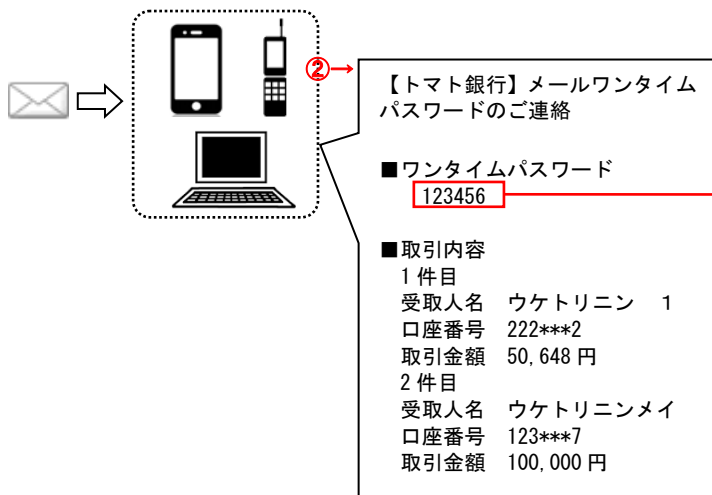 ②→
【トマト銀行】メールワンタイム
パスワードのご連絡
■ワンタイムパスワード
123456
■取引内容
1件目
受取人名 ウケトリニン 1
口座番号 222***2
取引金額 50,648円
2件目
受取人名 ウケトリニンメイ
口座番号 123***7
取引金額 100,000円